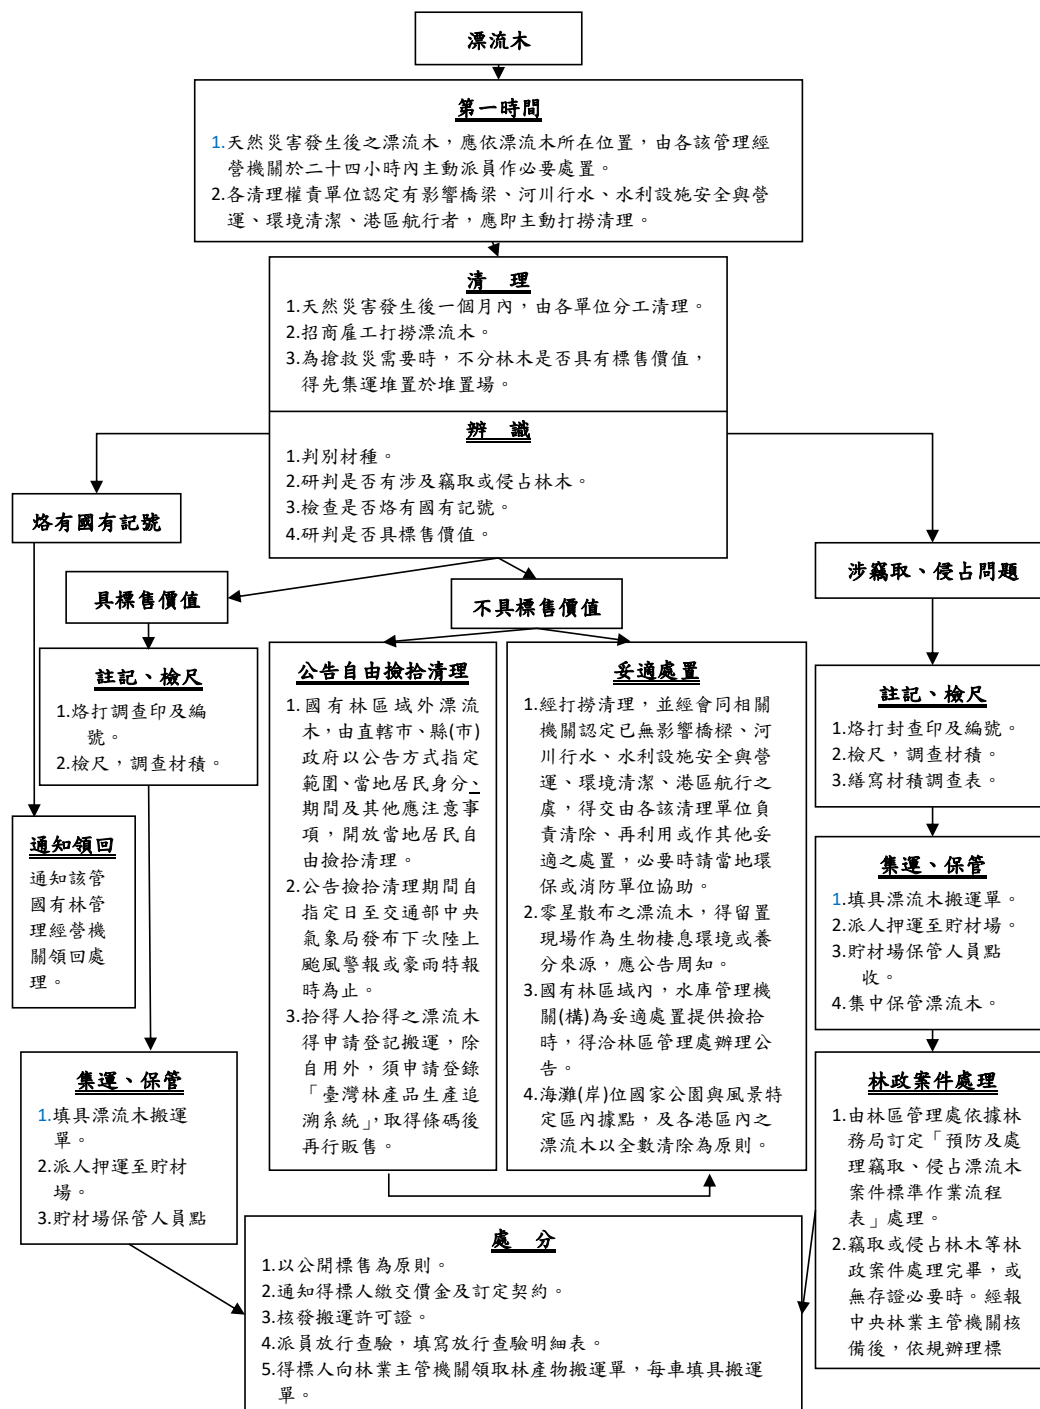 漂流木
第一時間
1.天然災害發生後之漂流木，應依漂流木所在位置，由各該管理經
營機關於二十四小時內主動派員作必要處置。
2.各清理權責單位認定有影響橋梁、河川行水、水利設施安全與營
運、環境清潔、港區航行者，應即主動打撈清理。
清 理
1.天然災害發生後一個月內，由各單位分工清理。
2.招商雇工打撈漂流木。
3.為搶救災需要時，不分林木是否具有標售價值，
得先集運堆置於堆置場。
辨 識
1.判別材種。
2.研判是否有涉及竊取或侵占林木。
3.檢查是否烙有國有記號。
4.研判是否具標售價值。
烙有國有記號
涉竊取、侵占問題
具標售價值
不具標售價值
註記、檢尺
1.烙打調查印及編
號。
2.檢尺，調查材積。
通知領回
通知該管
國有林管
理經營機
關領回處
理。
集運、保管
1.填具漂流木搬運
單。
2.派人押運至貯材
場。
3.貯材場保管人員點
公告自由撿拾清理
1.國有林區域外漂流
木，由直轄市、縣(市)
政府以公告方式指定
範圍、當地居民身分、
期間及其他應注意事
項，開放當地居民自
由撿拾清理。
2.公告撿拾清理期間自
指定日至交通部中央
氣象局發布下次陸上
颱風警報或豪雨特報
時為止。
3.拾得人拾得之漂流木
得申請登記搬運，除
自用外，須申請登錄
「臺灣林產品生產追
溯系統」，取得條碼後
再行販售。
妥適處置
1.經打撈清理，並經會同相關
機關認定已無影響橋梁、河
川行水、水利設施安全與營
運、環境清潔、港區航行之
虞，得交由各該清理單位負
責清除、再利用或作其他妥
適之處置，必要時請當地環
保或消防單位協助。
2.零星散布之漂流木，得留置
現場作為生物棲息環境或養
分來源，應公告周知。
3.國有林區域內，水庫管理機
關(構)為妥適處置提供撿拾
時，得洽林區管理處辦理公
告。
4.海灘(岸)位國家公園與風景特
定區內據點，及各港區內之
漂流木以全數清除為原則。
註記、檢尺
1.烙打封查印及編號。
2.檢尺，調查材積。
3.繕寫材積調查表。
集運、保管
1.填具漂流木搬運單。
2.派人押運至貯材場。
3.貯材場保管人員點
收。
4.集中保管漂流木。
林政案件處理
1.由林區管理處依據林
務局訂定「預防及處
理竊取、侵占漂流木
案件標準作業流程
表」處理。
2.竊取或侵占林木等林
政案件處理完畢，或
無存證必要時。經報
中央林業主管機關核
備後，依規辦理標
處 分
1.以公開標售為原則。
2.通知得標人繳交價金及訂定契約。
3.核發搬運許可證。
4.派員放行查驗，填寫放行查驗明細表。
5.得標人向林業主管機關領取林產物搬運單，每車填具搬運
單。